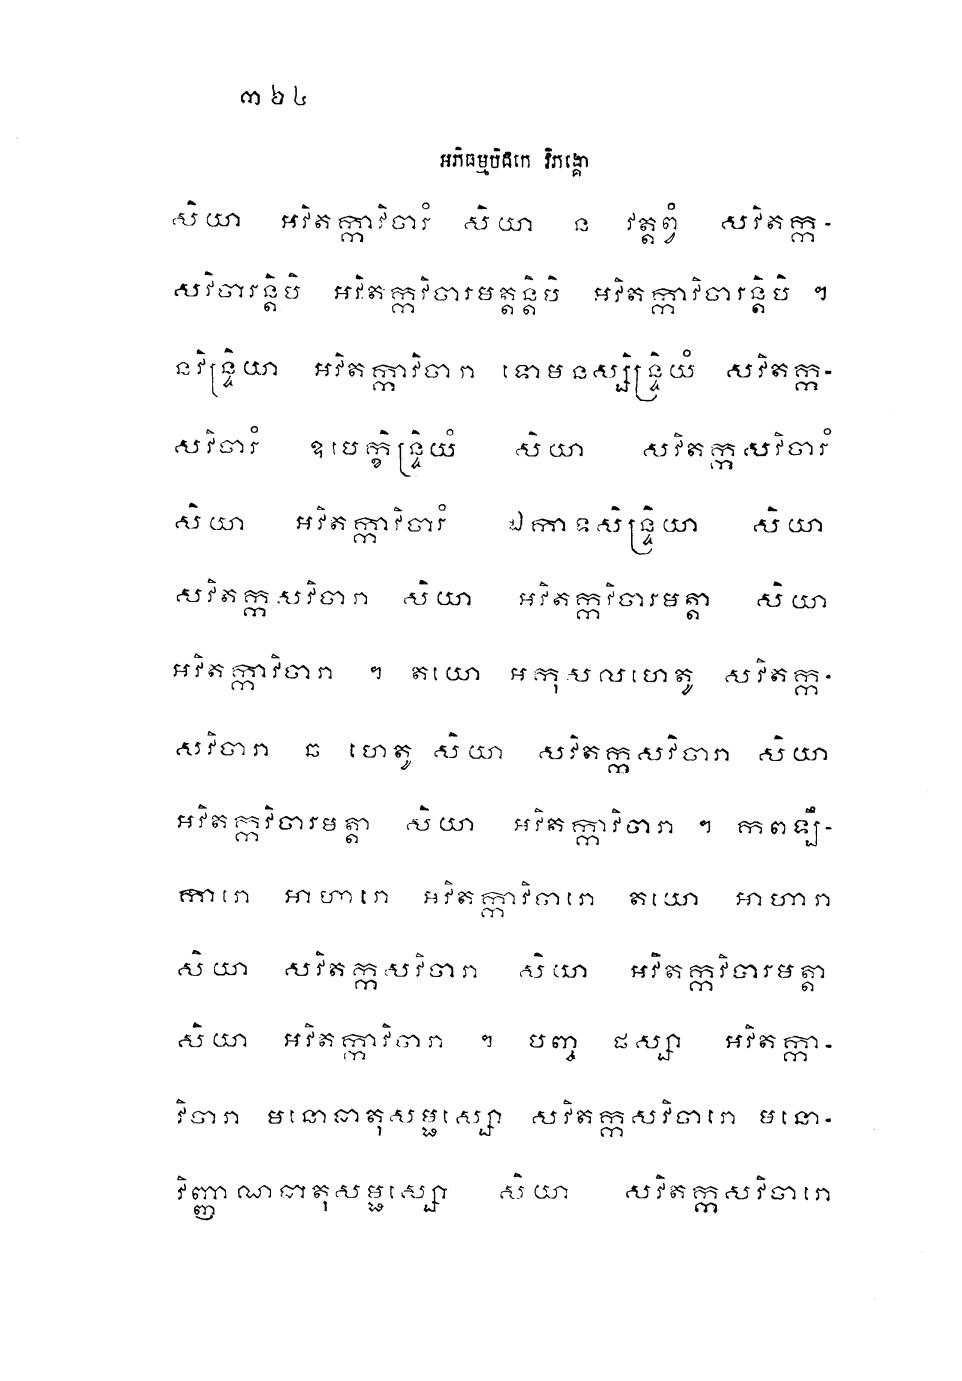 ៣៦៤
អភិធម្មបិដកេ វិភង្គោ
សិយា អវិតក្កាវិចារំ សិយា ន វត្តព្វំ សវិតក្ក-
សវិចារន្តិបិ អវិតក្កវិចារមត្តន្តិបិ អវិតក្កាវិចារន្តិបិ ។
នវិន្ទ្រិយា អវិតក្កាវិចារា ទោមនស្សិន្ទ្រិយំ សវិតក្ក-
សវិចារំ ឧបេក្ខិន្ទ្រិយំ សិយា សវិតក្កសវិចារំ
សិយា អវិតក្កាវិចារំ ឯកាទសិន្ទ្រិយា សិយា
សវិតក្កសវិចារា សិយា អវិតក្កវិចារមត្តា សិយា
អវិតក្កាវិចារា ។ តយោ អកុសលហេតូ សវិតក្ក-
សវិចារា ឆ ហេតូ សិយា សវិតក្កសវិចារា សិយា
អវិតក្កវិចារមត្តា សិយា អវិតក្កាវិចារា ។ កពឡឹ-
ការោ អាហារោ អវិតក្កាវិចារោ តយោ អាហារា
សិយា សវិតក្កសវិចារា សិយា អវិតក្កវិចារមត្តា
សិយា អវិតក្កាវិចារា ។ បញ្ច ផស្សា អវិតក្កា-
វិចារា មនោធាតុសម្ផស្សោ សវិតក្កសវិចារោ មនោ-
វិញ្ញាណធាតុសម្ផស្សោ សិយា សវិតក្កសវិចារោ